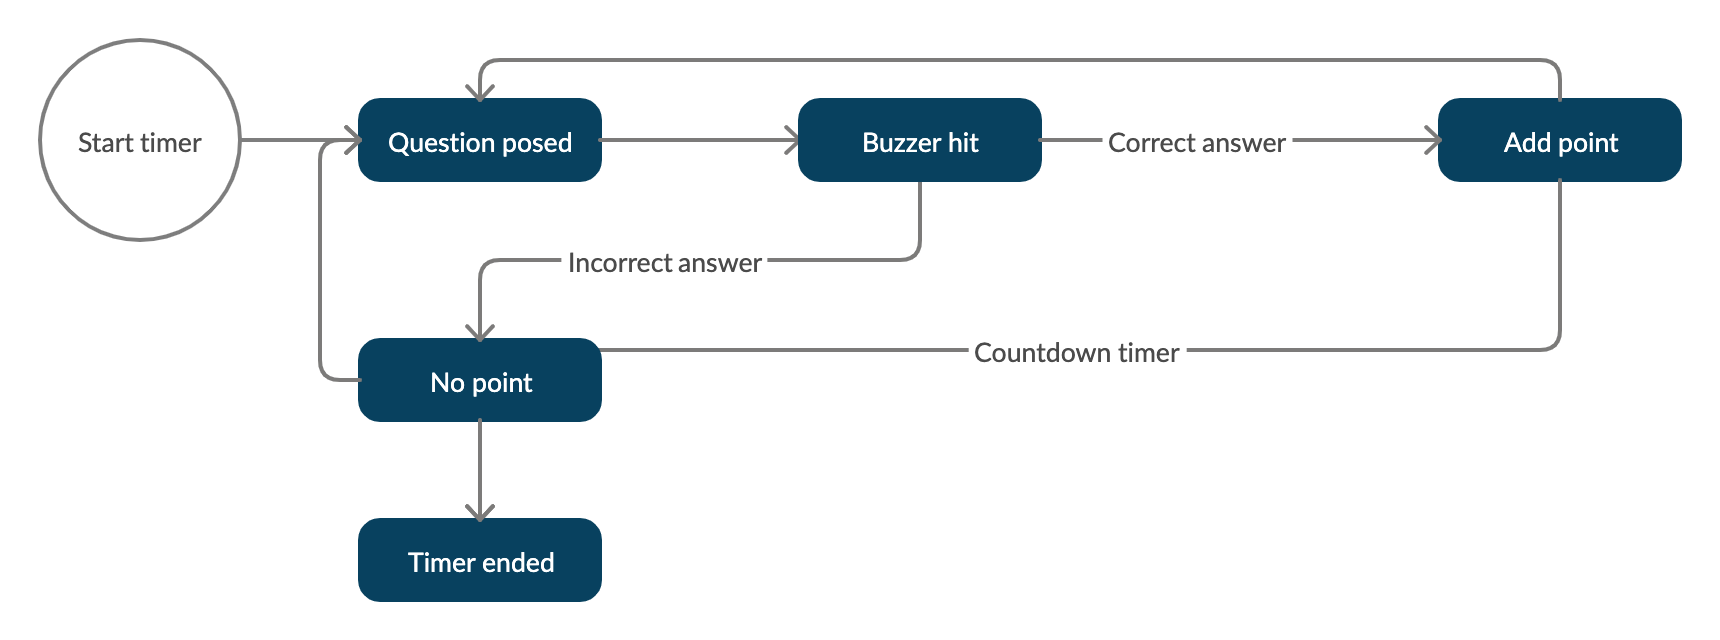 Start timer
Question posed
Buzzer hit
Correct answer
Add point
Incorrect answer
Countdown timer
No point
Timer ended